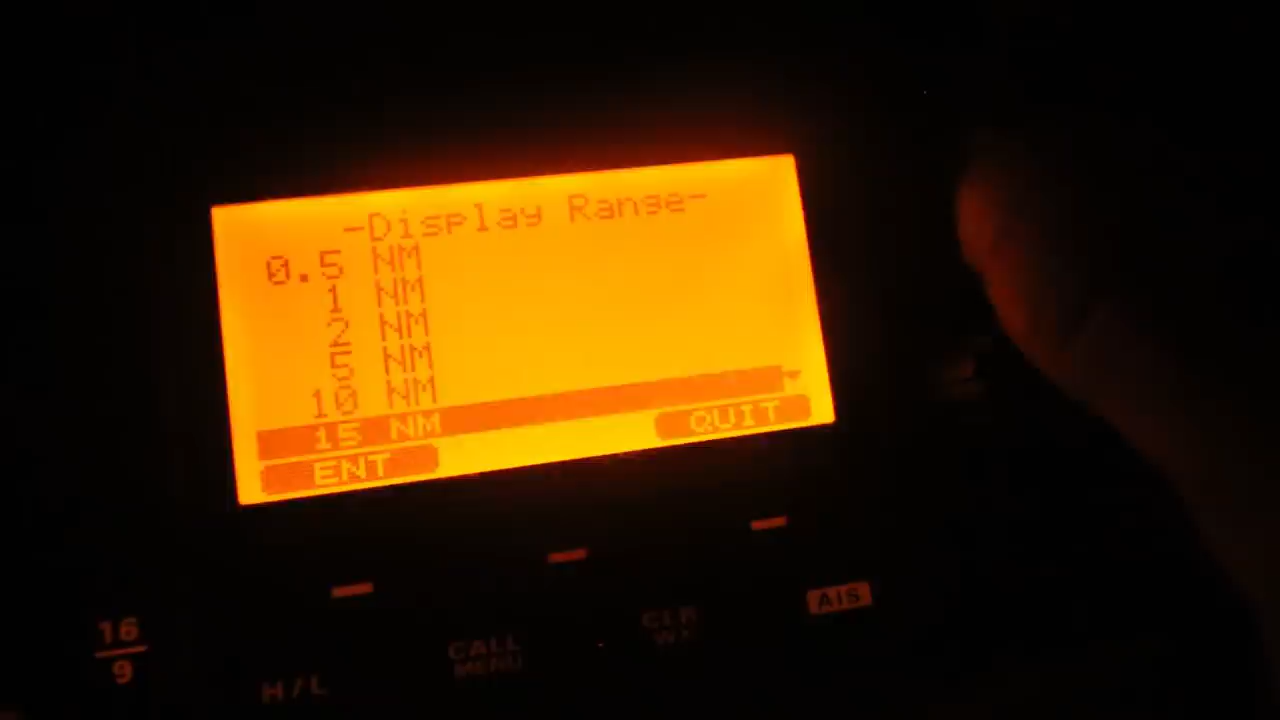 -Display Range-
0.5 NM
1 NM
2 NM
5 NM
10 NM
15 NM
ENT QUIT
16
9
H/L
CALL
MENU
CLR
AIS